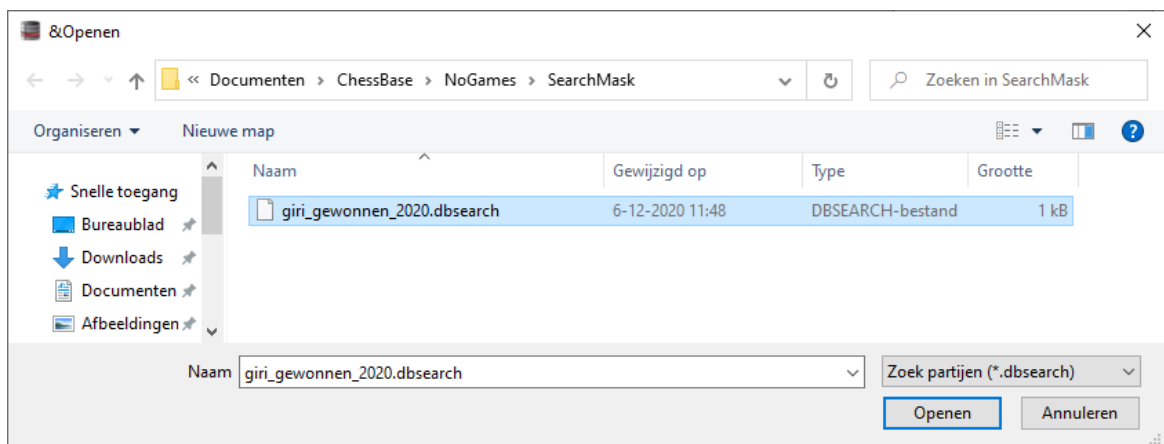 &Openen
« Documenten > ChessBase > NoGames > SearchMask
Zoeken in SearchMask
Organiseren
Nieuwe map
Naam Gewijzigd op Type Grootte
Snelle toegang
giri_gewonnen_2020.dbsearch 6-12-2020 11:48 DBSEARCH-bestand 1 kB
Bureaublad
Downloads
Documenten
Afbeeldingen
Naam giri_gewonnen_2020.dbsearch Zoek partijen (*.dbsearch)
Openen Annuleren